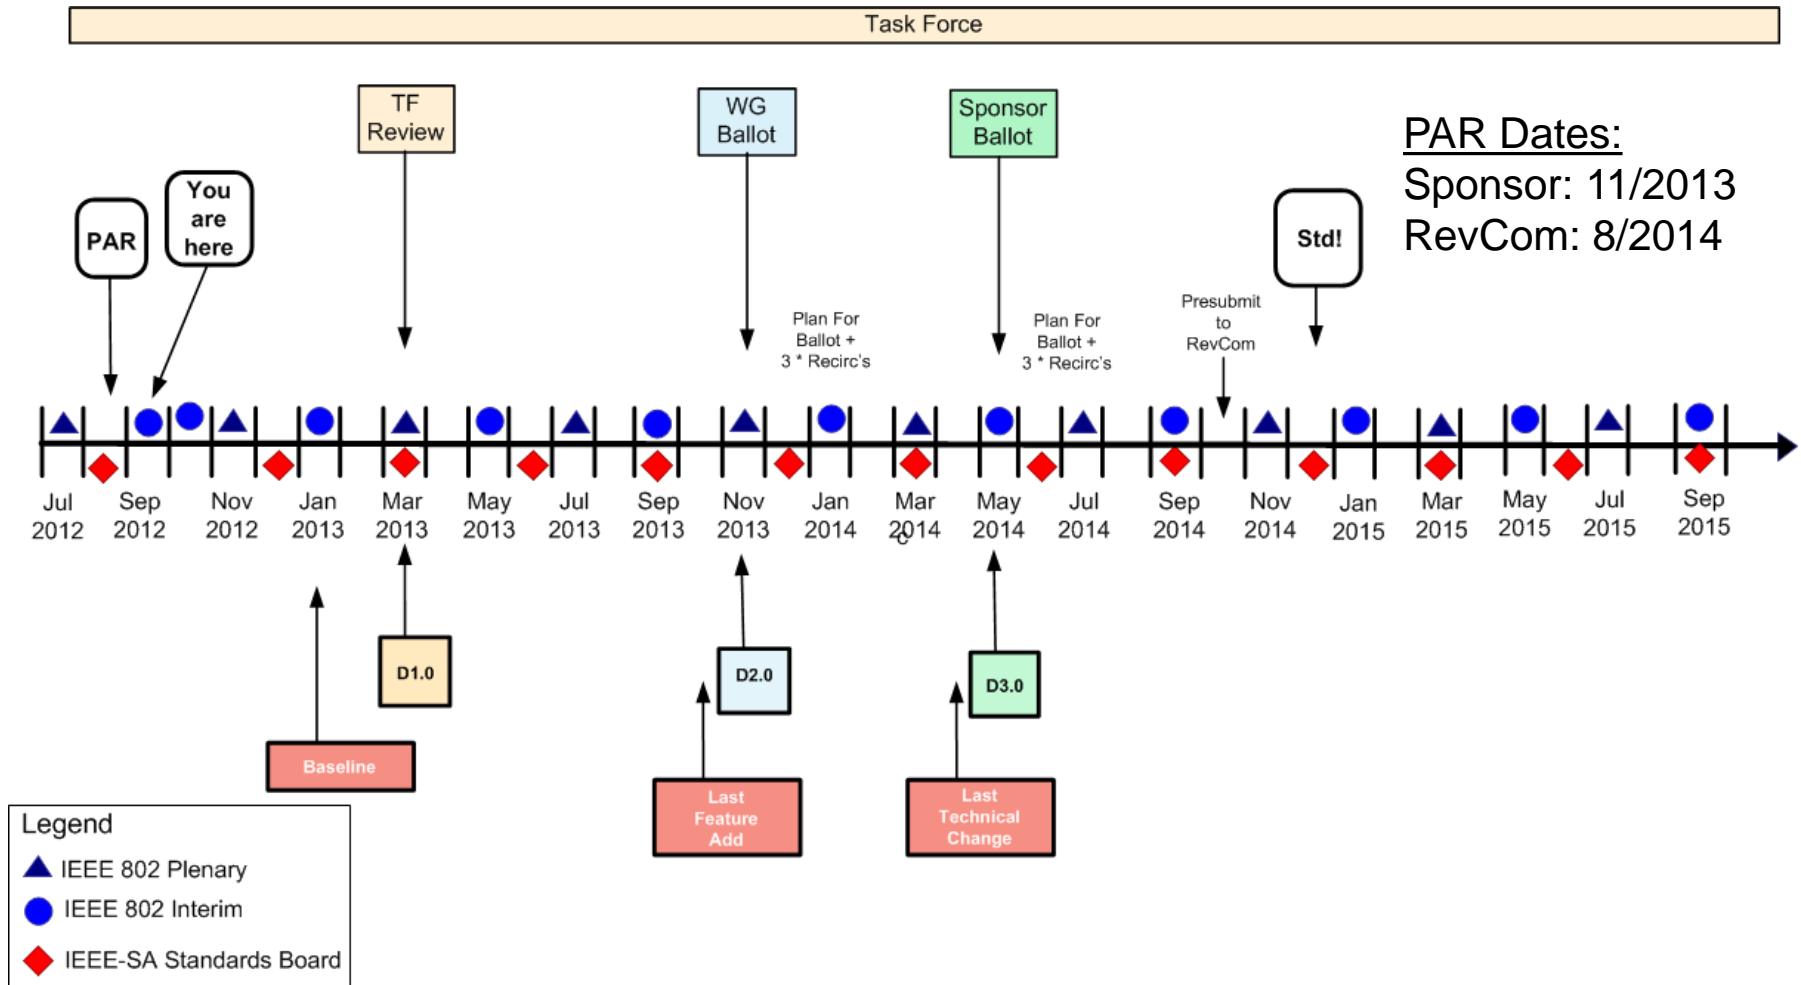 Task Force
TF
Review
WG
Ballot
Sponsor
Ballot
PAR Dates:
Sponsor: 11/2013
RevCom: 8/2014
PAR
You
are
here
Std!
Plan For
Ballot +
3 * Recirc's
Plan For
Ballot +
3 * Recirc's
Presubmit
to
RevCom
Jul
2012
Sep
2012
Nov
2012
Jan
2013
Mar
2013
May
2013
Jul
2013
Sep
2013
Nov
2013
Jan
2014
Mar
2014
c
May
2014
Jul
2014
Sep
2014
Nov
2014
Jan
2015
Mar
2015
May
2015
Jul
2015
Sep
2015
D1.0
D2.0
D3.0
Baseline
Last
Feature
Add
Last
Technical
Change
Legend
IEEE 802 Plenary
IEEE 802 Interim
IEEE-SA Standards Board